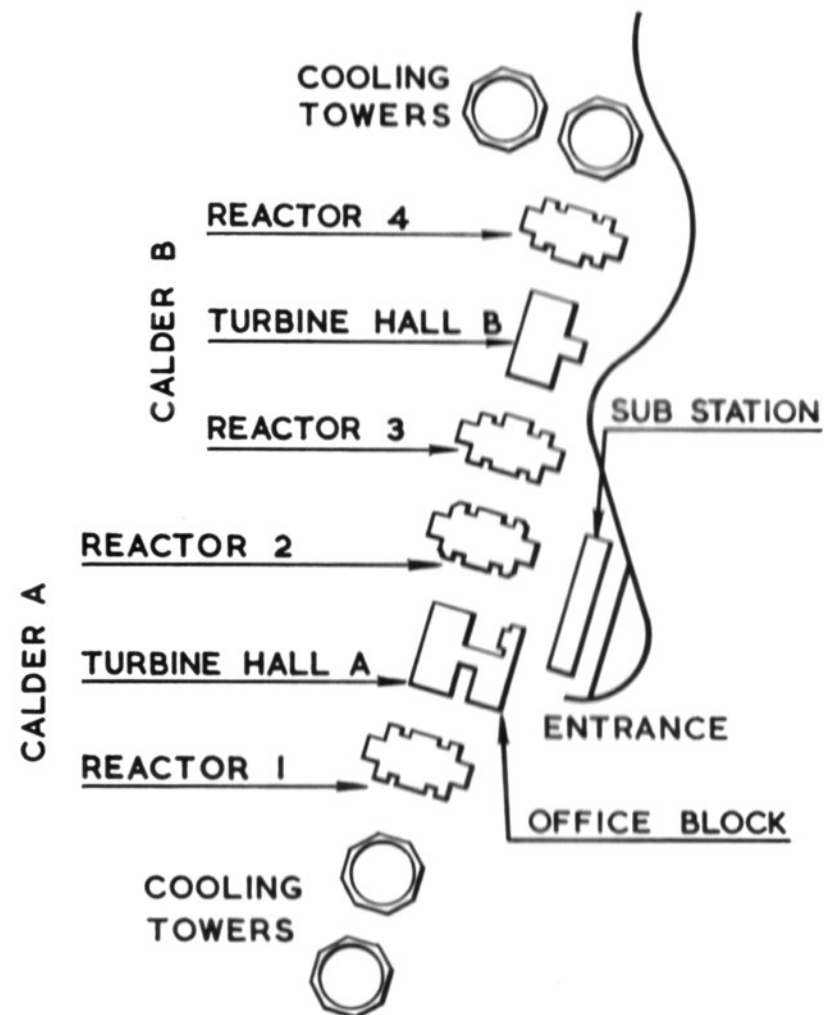 COOLING
TOWERS
REACTOR 4
CALDER B
TURBINE HALL B
SUB STATION
REACTOR 3
REACTOR 2
CALDER A
TURBINE HALL A
ENTRANCE
REACTOR 1
OFFICE BLOCK
COOLING
TOWERS